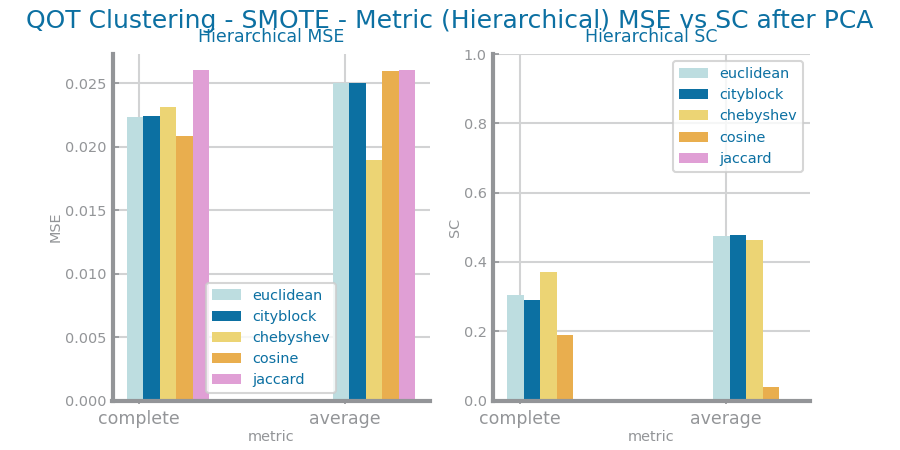 QOT Clustering - SMOTE - Metric (Hierarchical) MSE vs SC after PCA
Hierarchical MSE
MSE
0.025
0.020
0.015
0.010
0.005
0.000
euclidean
cityblock
chebyshev
cosine
jaccard
complete average
metric
Hierarchical SC
SC
1.0
0.8
0.6
0.4
0.2
0.0
euclidean
cityblock
chebyshev
cosine
jaccard
complete average
metric